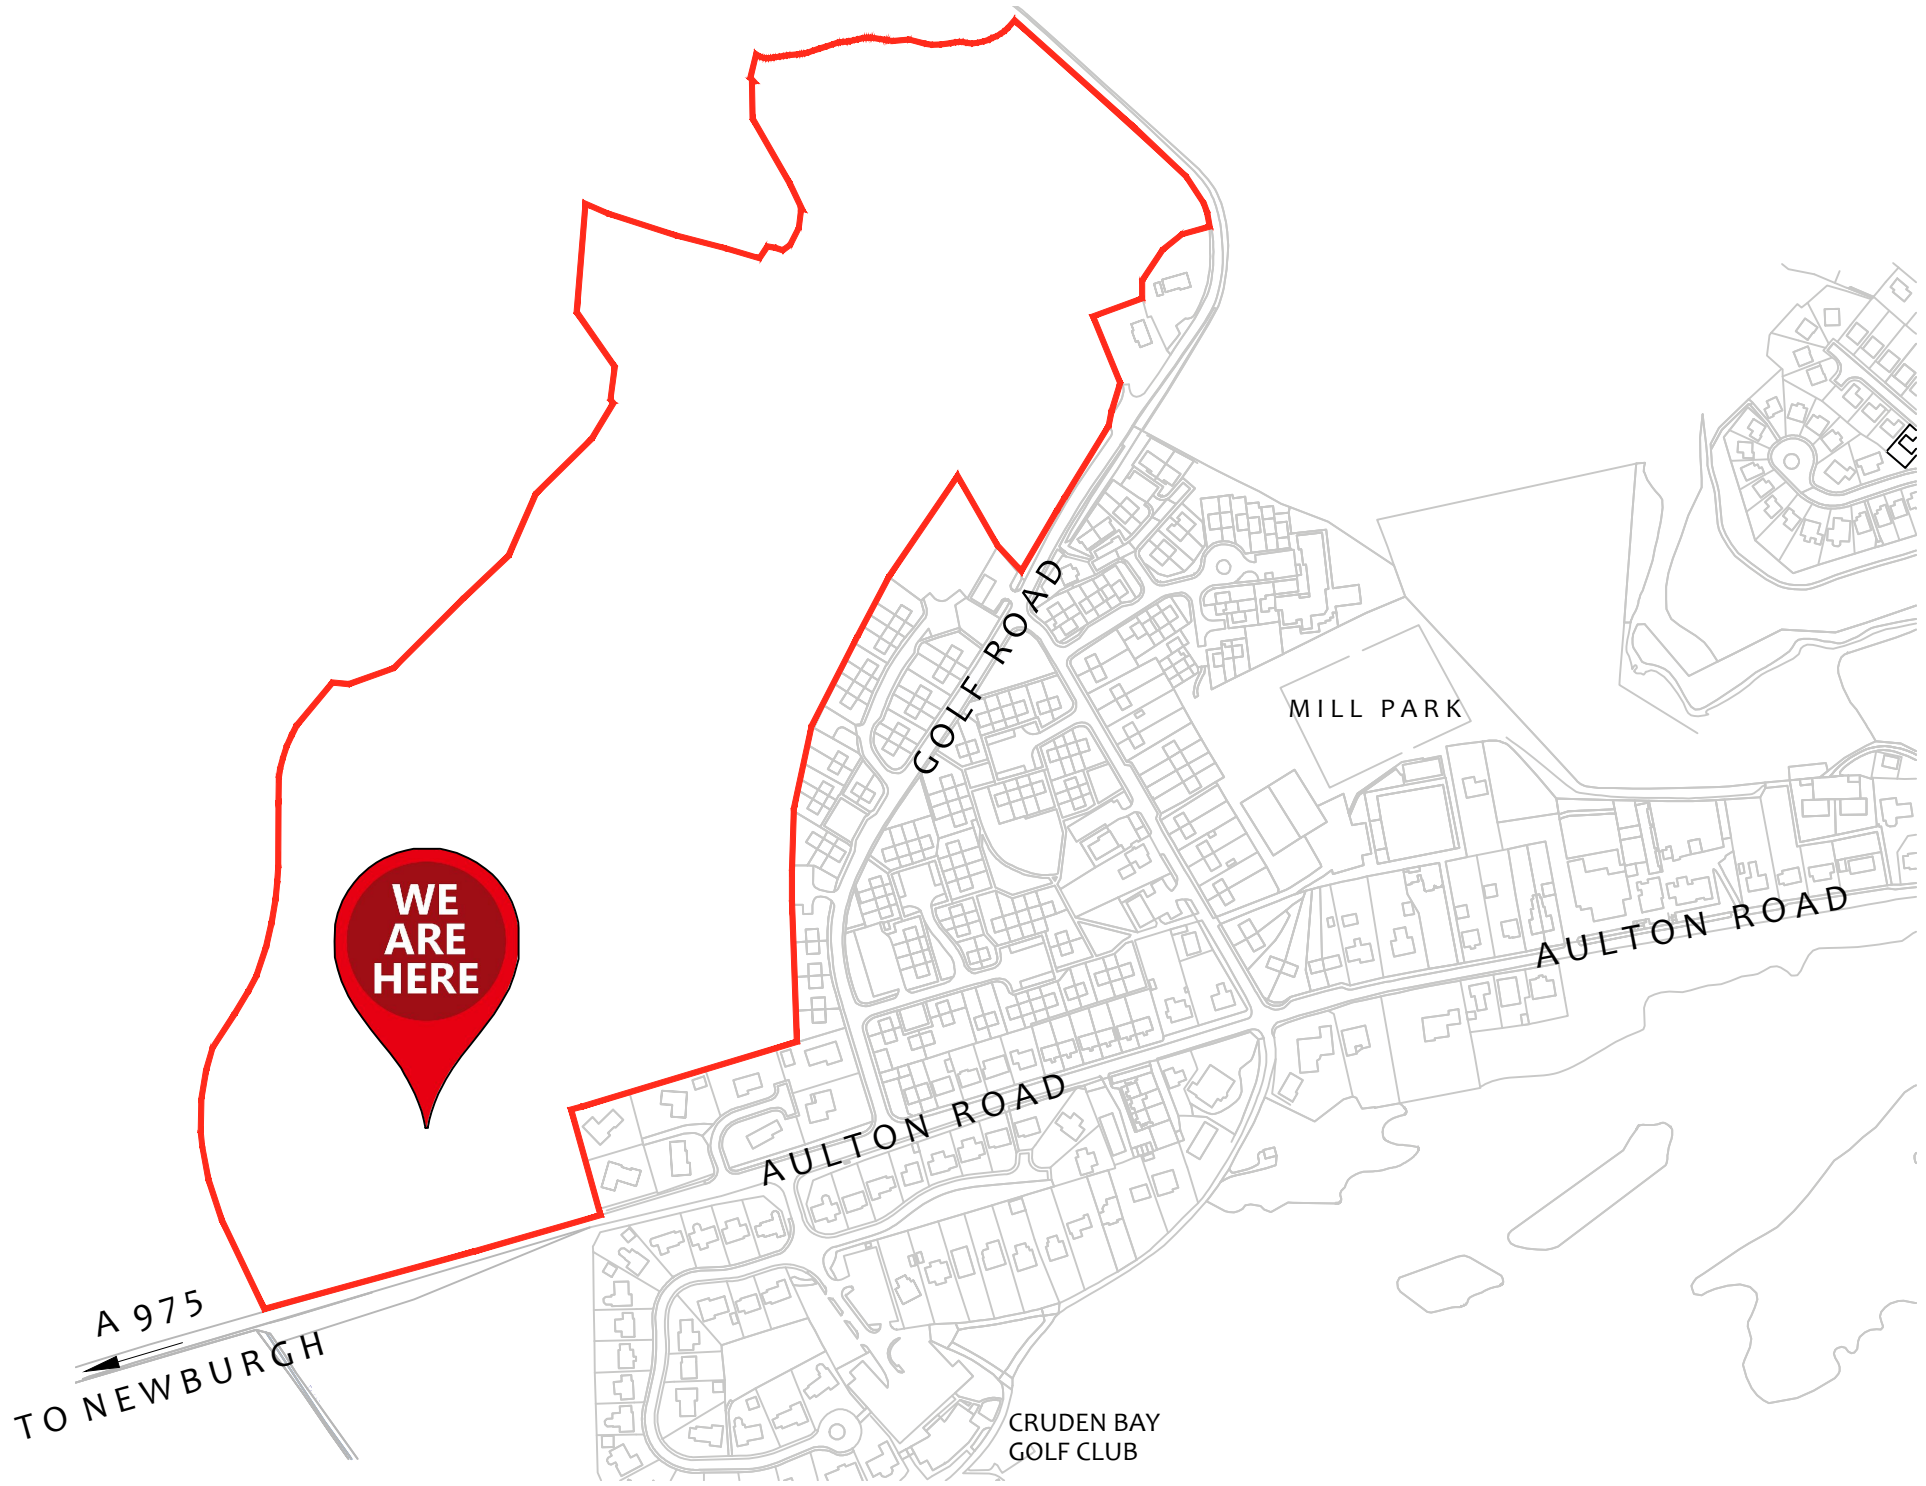 GOLF ROAD
MILL PARK
WE
ARE
HERE
AULTON ROAD
AULTON ROAD
A 975
TO NEWBURGH
CRUDEN BAY
GOLF CLUB